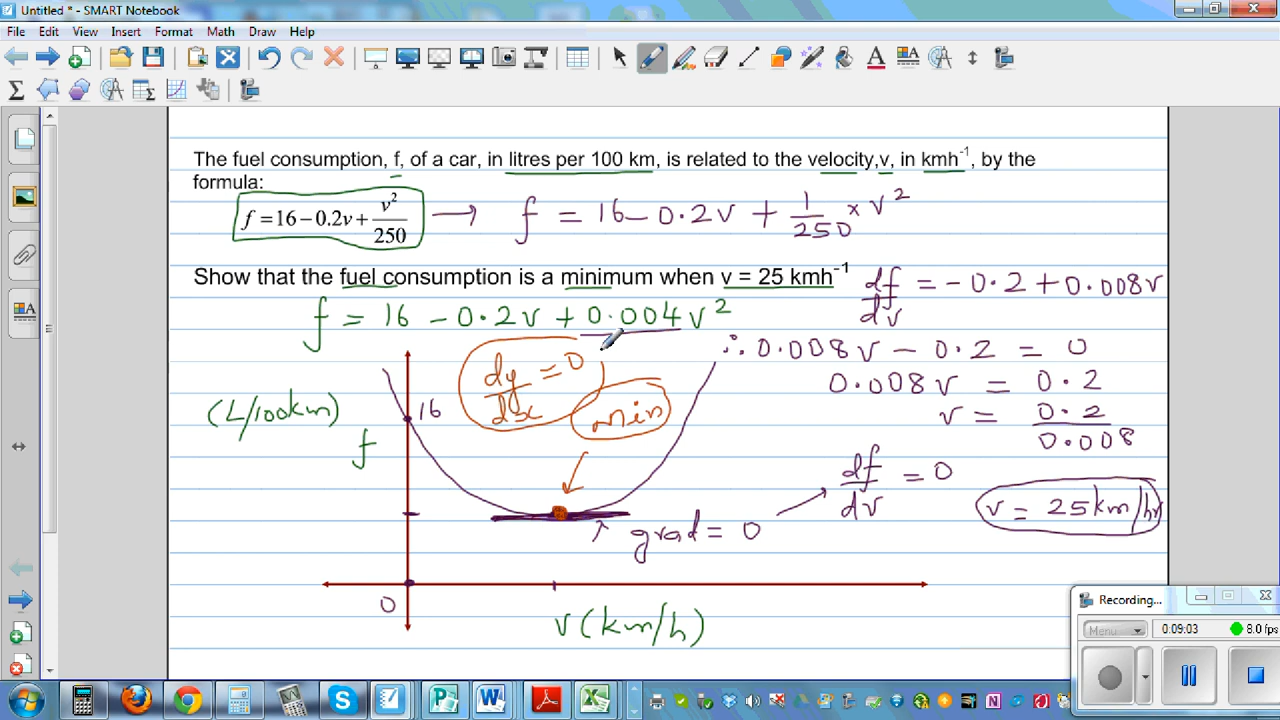 Untitled * - SMART Notebook
File Edit View Insert Format Math Draw Help
The fuel consumption, f, of a car, in litres per 100 km, is related to the velocity,v, in kmh⁻¹, by the
formula:
f = 16 − 0.2v + v²/250 → f = 16 − 0.2v + 1/250 × v²
Show that the fuel consumption is a minimum when v = 25 kmh⁻¹
df/dv = −0.2 + 0.008v
f = 16 − 0.2v + 0.004v²
∴ 0.008v − 0.2 = 0
dy/dx = 0
0.008v = 0.2
(L/100km)
16
Min
v = 0.2/0.008
f
df/dv = 0
v = 25km/hr
grad = 0
0
v(km/h)
Recording...
Menu
0:09:03
8.0 fps